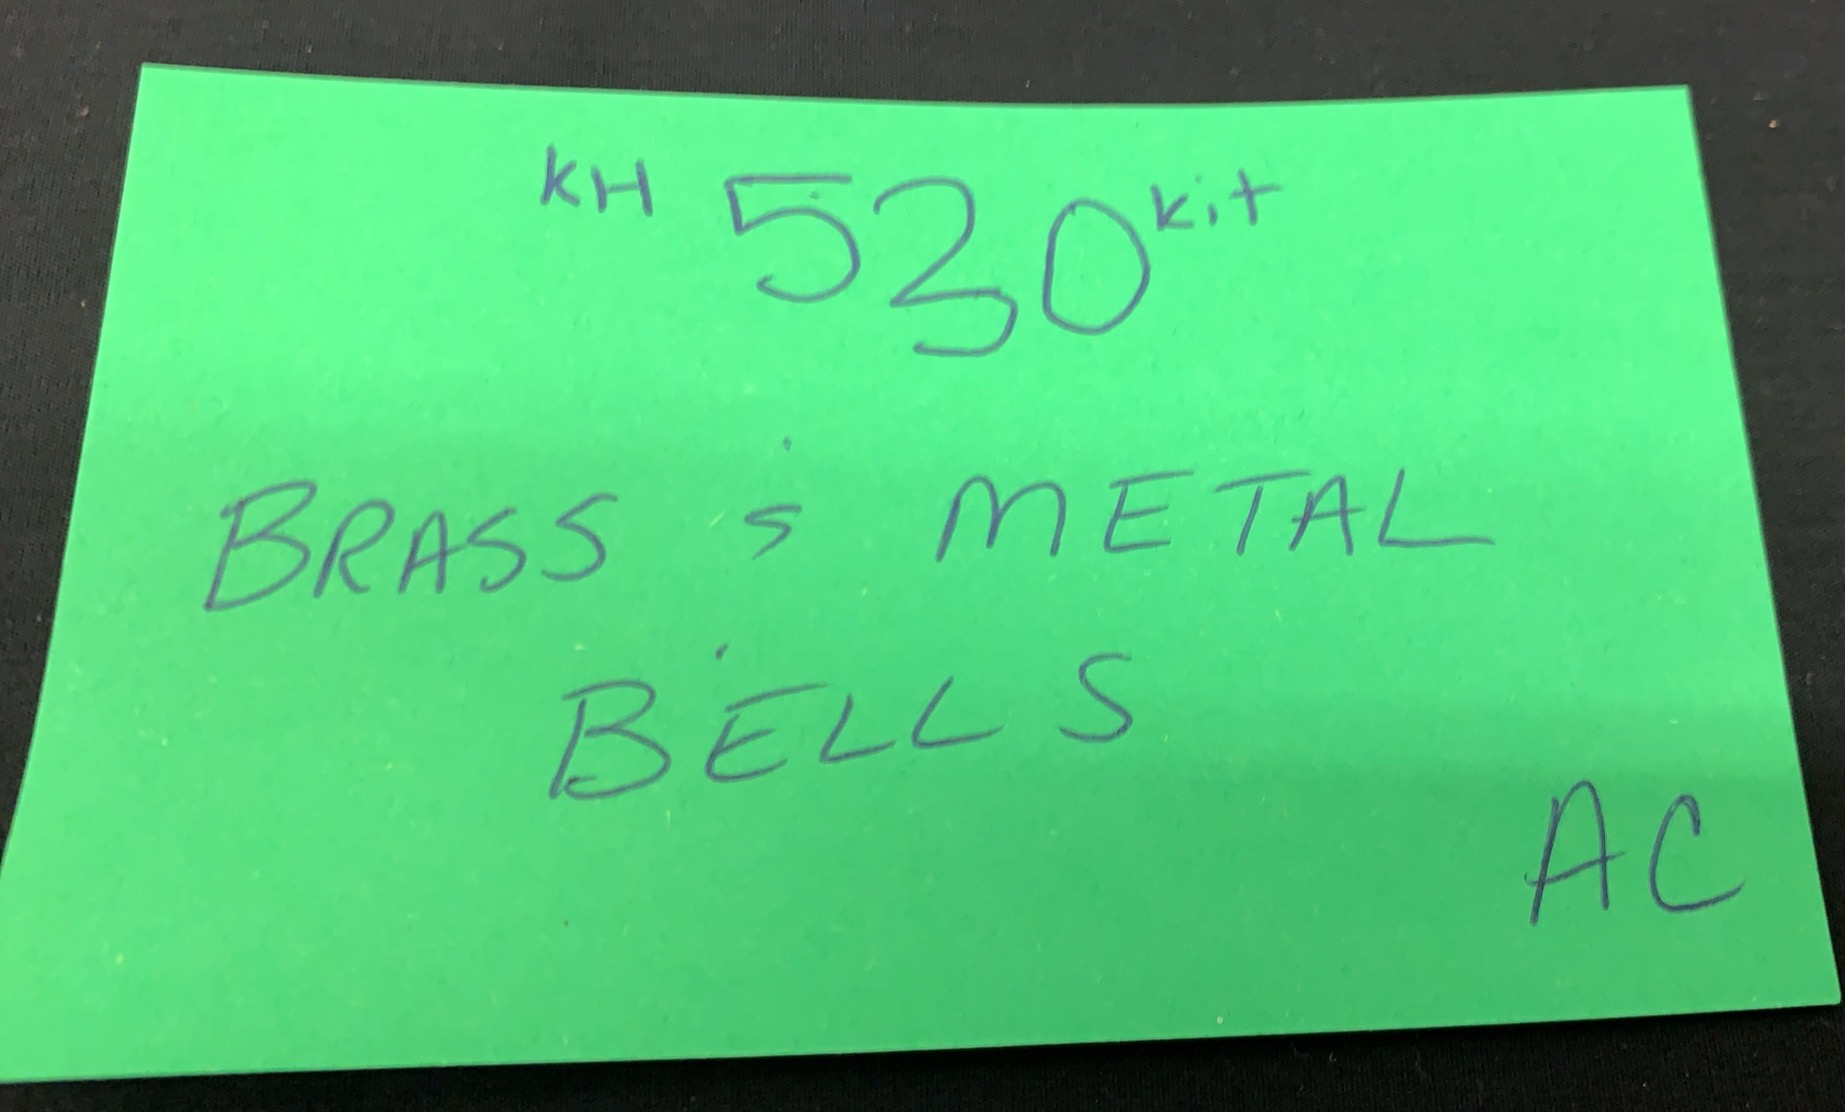 KH 530 Kit
BRASS & METAL
BELLS
AC